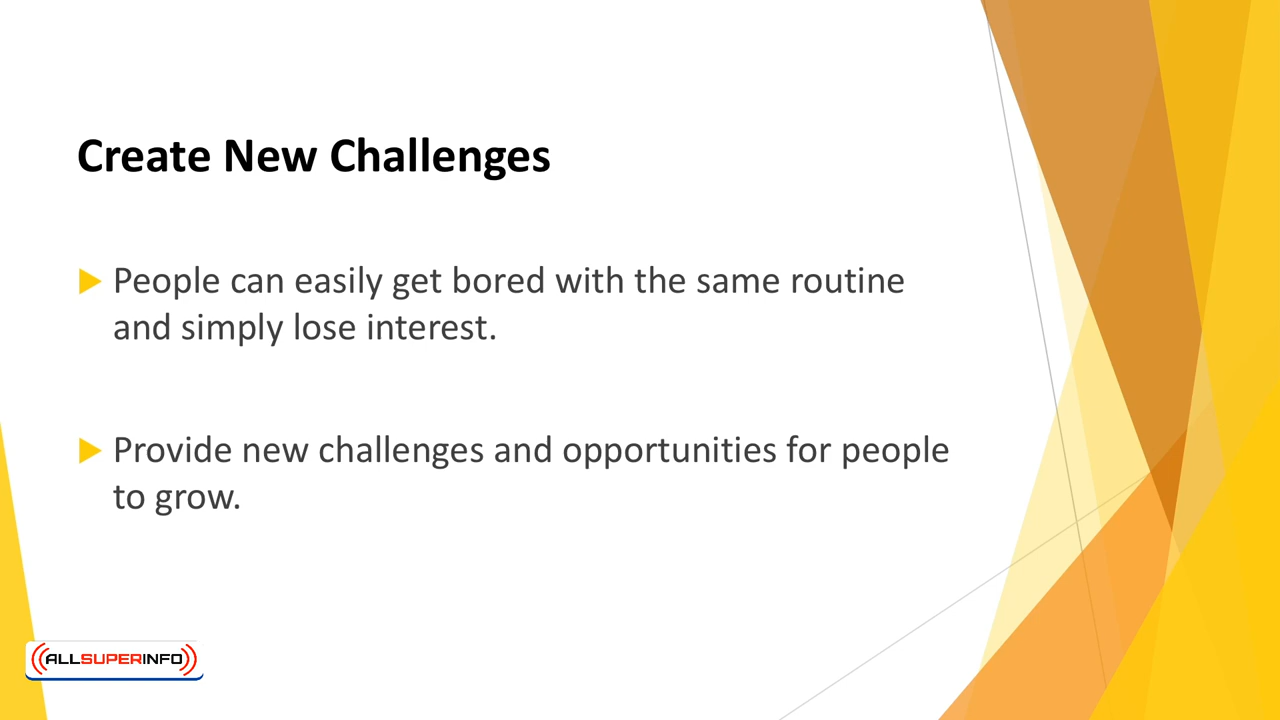 Create New Challenges
People can easily get bored with the same routine
and simply lose interest.
Provide new challenges and opportunities for people
to grow.
ALLSUPERINFO